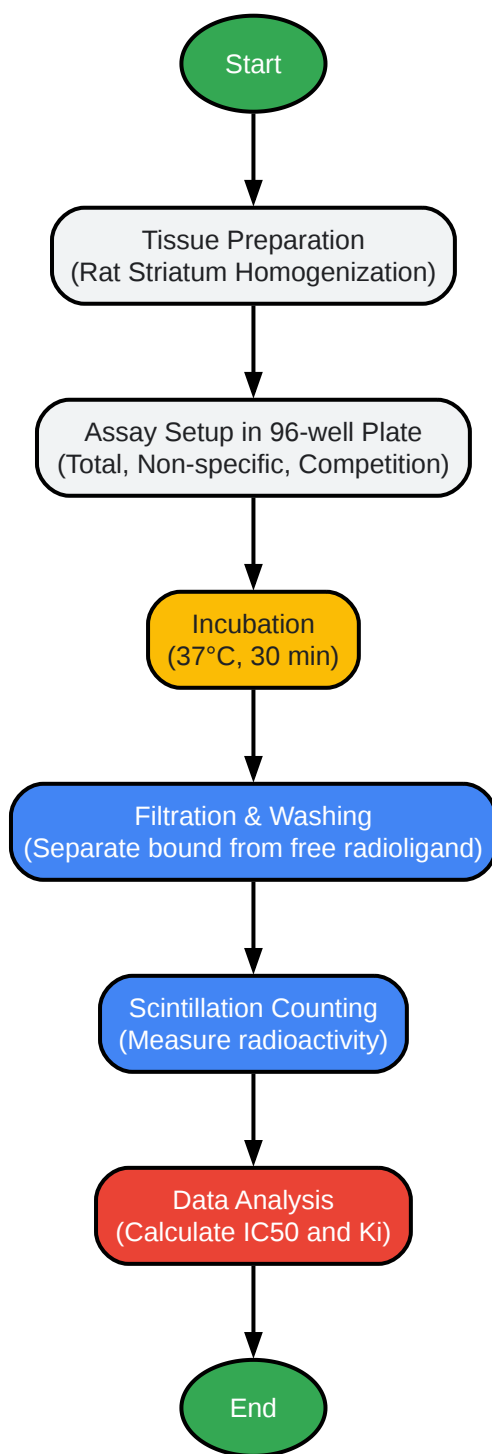 Start
Tissue Preparation
(Rat Striatum Homogenization)
Assay Setup in 96-well Plate
(Total, Non-specific, Competition)
Incubation
(37°C, 30 min)
Filtration & Washing
(Separate bound from free radioligand)
Scintillation Counting
(Measure radioactivity)
Data Analysis
(Calculate IC50 and Ki)
End